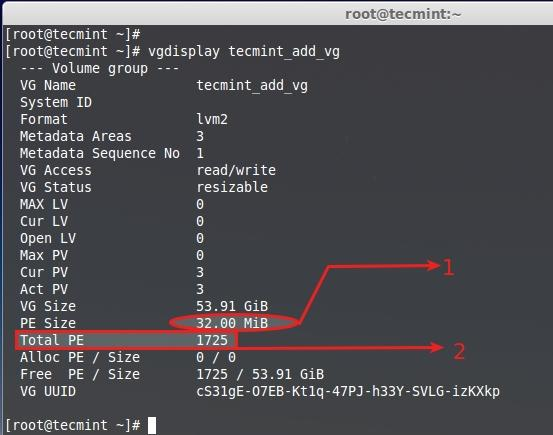 root@tecmint:~
[root@tecmint ~]#
[root@tecmint ~]# vgdisplay tecmint_add_vg
--- Volume group ---
VG Name tecmint_add_vg
System ID
Format lvm2
Metadata Areas 3
Metadata Sequence No 1
VG Access read/write
VG Status resizable
MAX LV 0
Cur LV 0
Open LV 0
Max PV 0
Cur PV 3
Act PV 3
VG Size 53.91 GiB
PE Size 32.00 MiB
1
Total PE 1725
2
Alloc PE / Size 0 / 0
Free PE / Size 1725 / 53.91 GiB
VG UUID cS31gE-O7EB-Kt1q-47PJ-h33Y-SVLG-izKXkp
[root@tecmint ~]#